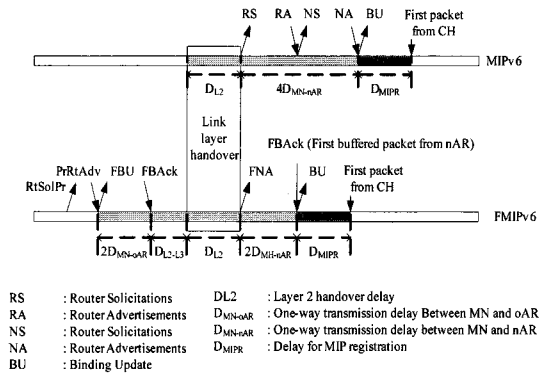 RS RA NS NA BU First packet
from CH
MIPv6
D_L2 4D_MN-nAR D_MIPR
Link
layer
handover
FBAck (First buffered packet from nAR)
PrRtAdv
RtSolPr
FBU FBAck FNA BU First packet
from CH
FMIPv6
2D_MN-oAR D_L2-L3 D_L2 2D_MH-nAR D_MIPR
RS : Router Solicitations
RA : Router Advertisements
NS : Router Solicitations
NA : Router Advertisements
BU : Binding Update
DL2 : Layer 2 handover delay
D_MN-oAR : One-way transmission delay Between MN and oAR
D_MN-nAR : One-way transmission delay between MN and nAR
D_MIPR : Delay for MIP registration